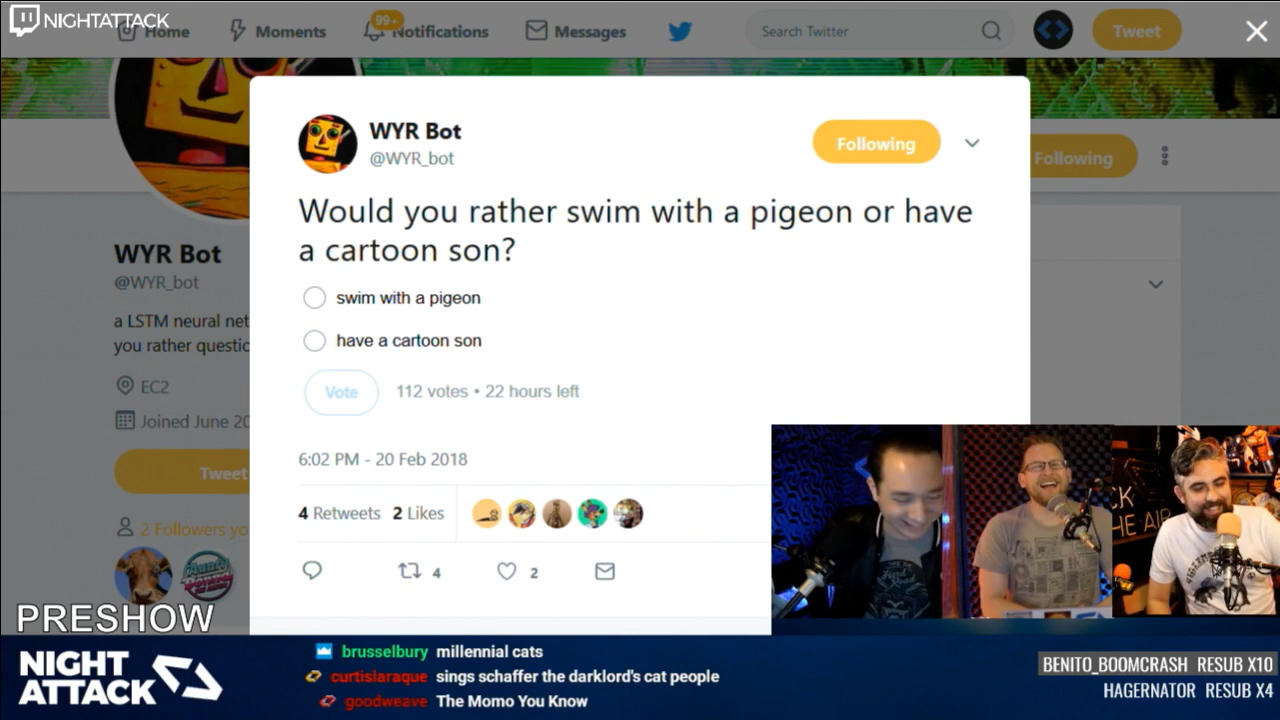 NIGHTATTACK
Home
Moments
99+
Notifications
Messages
Search Twitter
Tweet
WYR Bot
@WYR_bot
Following
Following
Would you rather swim with a pigeon or have
a cartoon son?
swim with a pigeon
have a cartoon son
Vote
112 votes • 22 hours left
6:02 PM - 20 Feb 2018
4 Retweets 2 Likes
4
2
WYR Bot
@WYR_bot
a LSTM neural net
you rather questic
EC2
Joined June 20
Tweet
2 Followers yo
CK
HE AIR
PRESHOW
NIGHT
ATTACK
brusselbury millennial cats
curtislaraque sings schaffer the darklord's cat people
goodweave The Momo You Know
BENITO_BOOMCRASH RESUB X10
HAGERNATOR RESUB X4